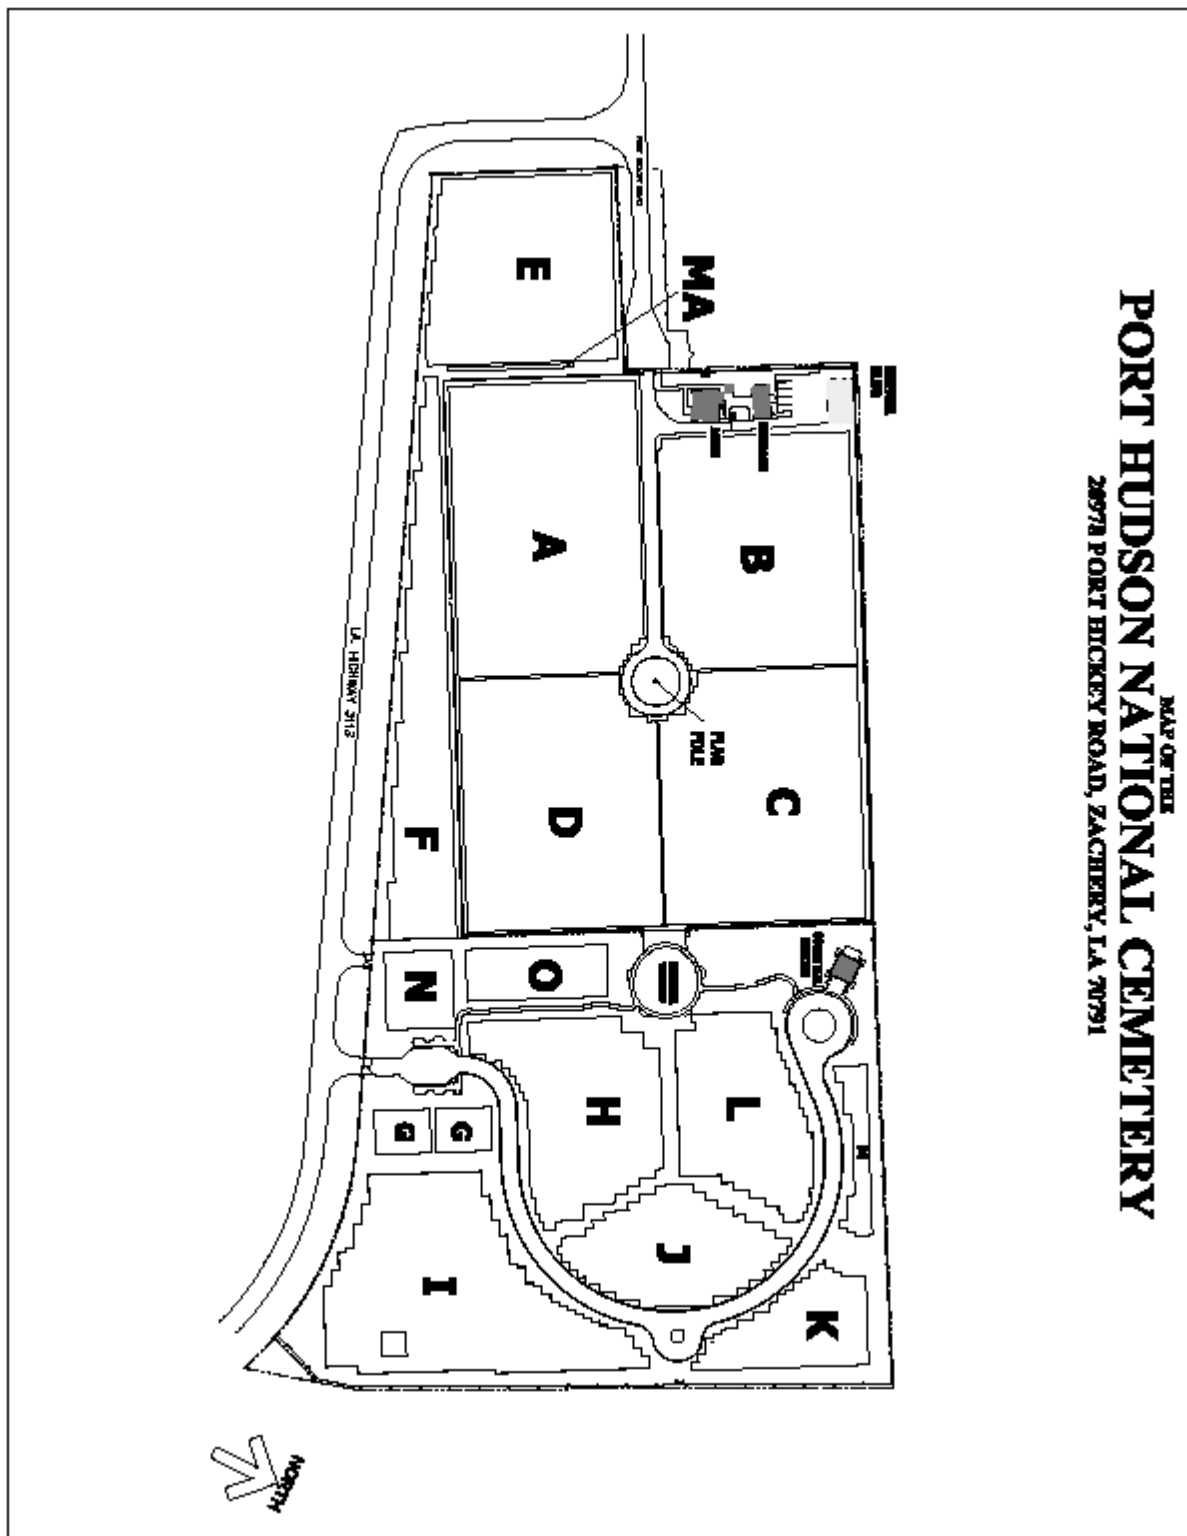 MAP OF THE
PORT HUDSON NATIONAL CEMETERY
20978 PORT HICKEY ROAD, ZACHERY, LA 70791
MA
E
A
B
FLAG
POLE
C
D
F
LA. HIGHWAY 3113
N
O
H
L
M
G
G
J
I
K
NORTH